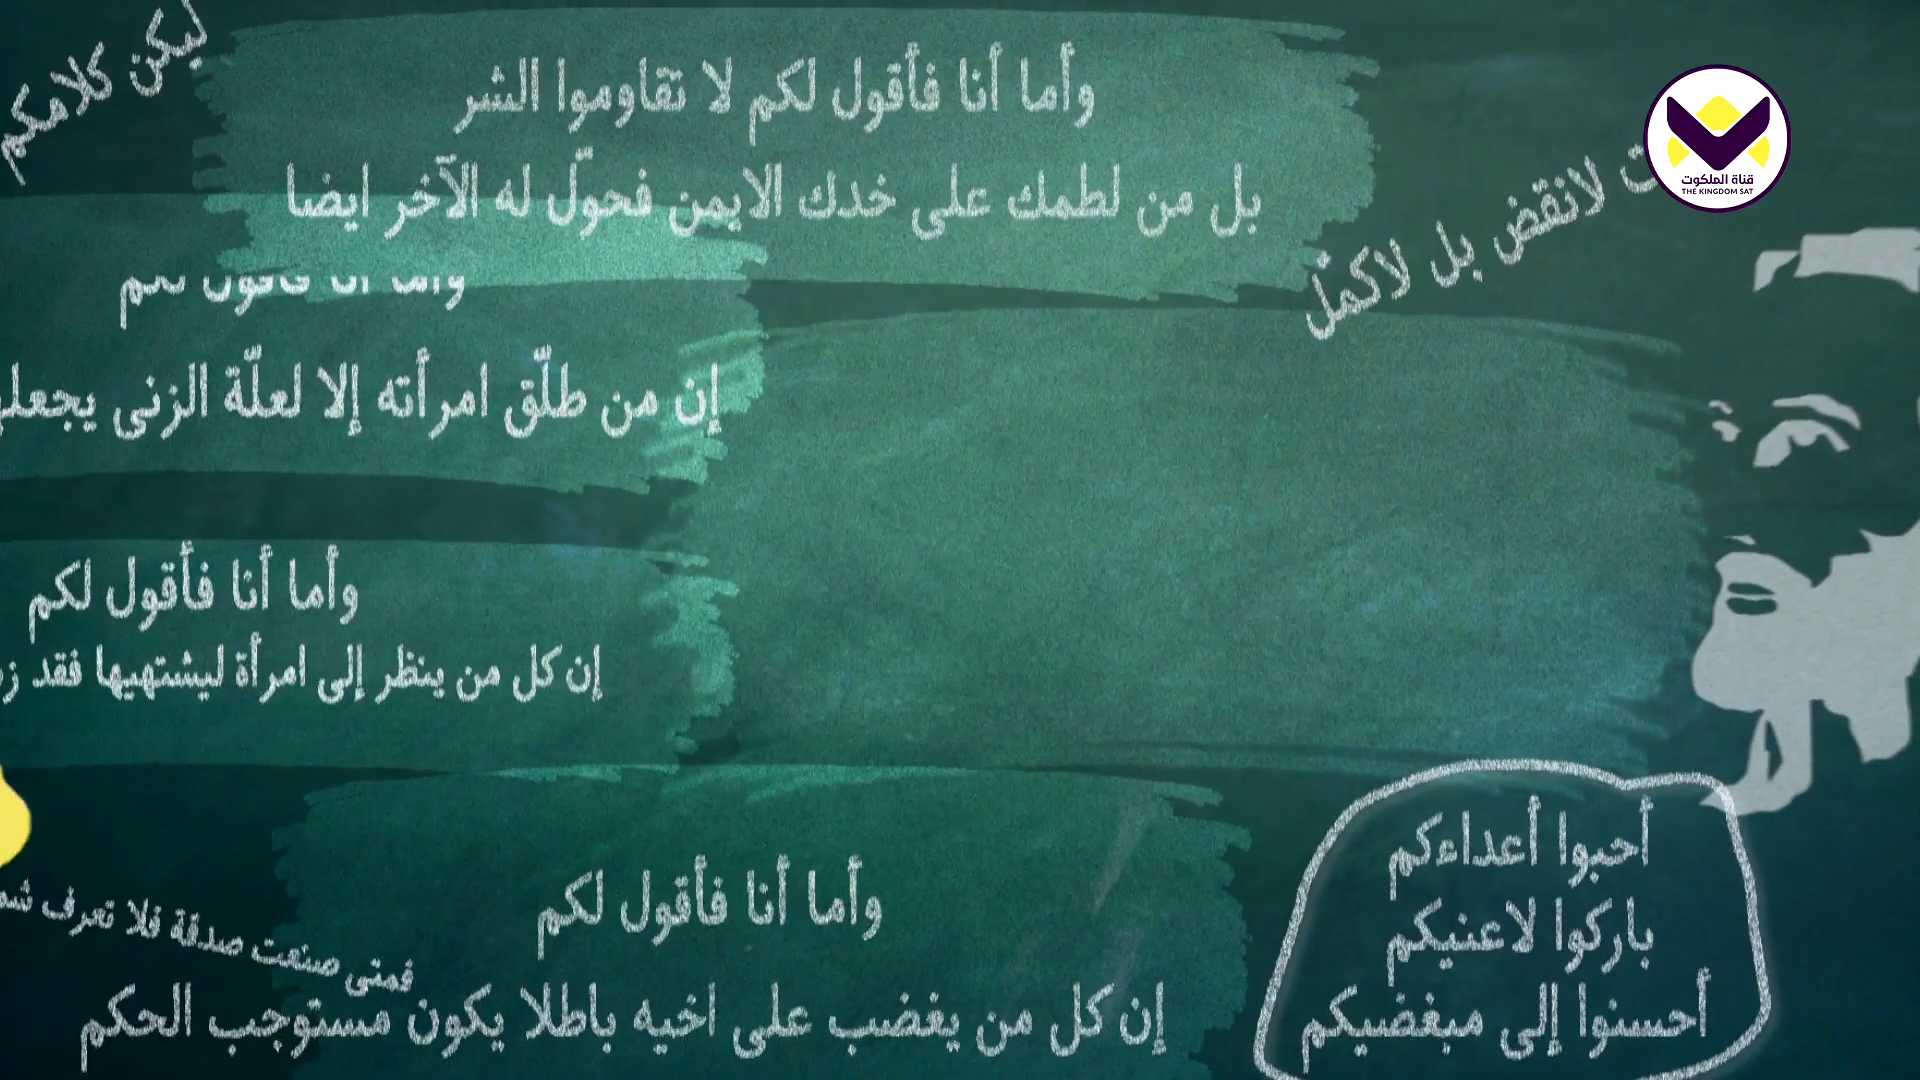 ليكن كلامكم
وأما أنا فأقول لكم لا تقاوموا الشر
بل من لطمك على خدك الايمن فحوّل له الآخر ايضا
قناة الملكوت
THE KINGDOM SAT
لانقض بل لاكمّل
إن من طلّق امرأته إلا لعلّة الزنى
وأما أنا فأقول لكم
إن كل من ينظر إلى امرأة ليشتهيها فقد
وأما أنا فأقول لكم
فمتى صنعت صدقة فلا تعرف
إن كل من يغضب على اخيه باطلا يكون مستوجب الحكم
أحبوا أعداءكم
باركوا لاعنيكم
أحسنوا إلى مبغضيكم